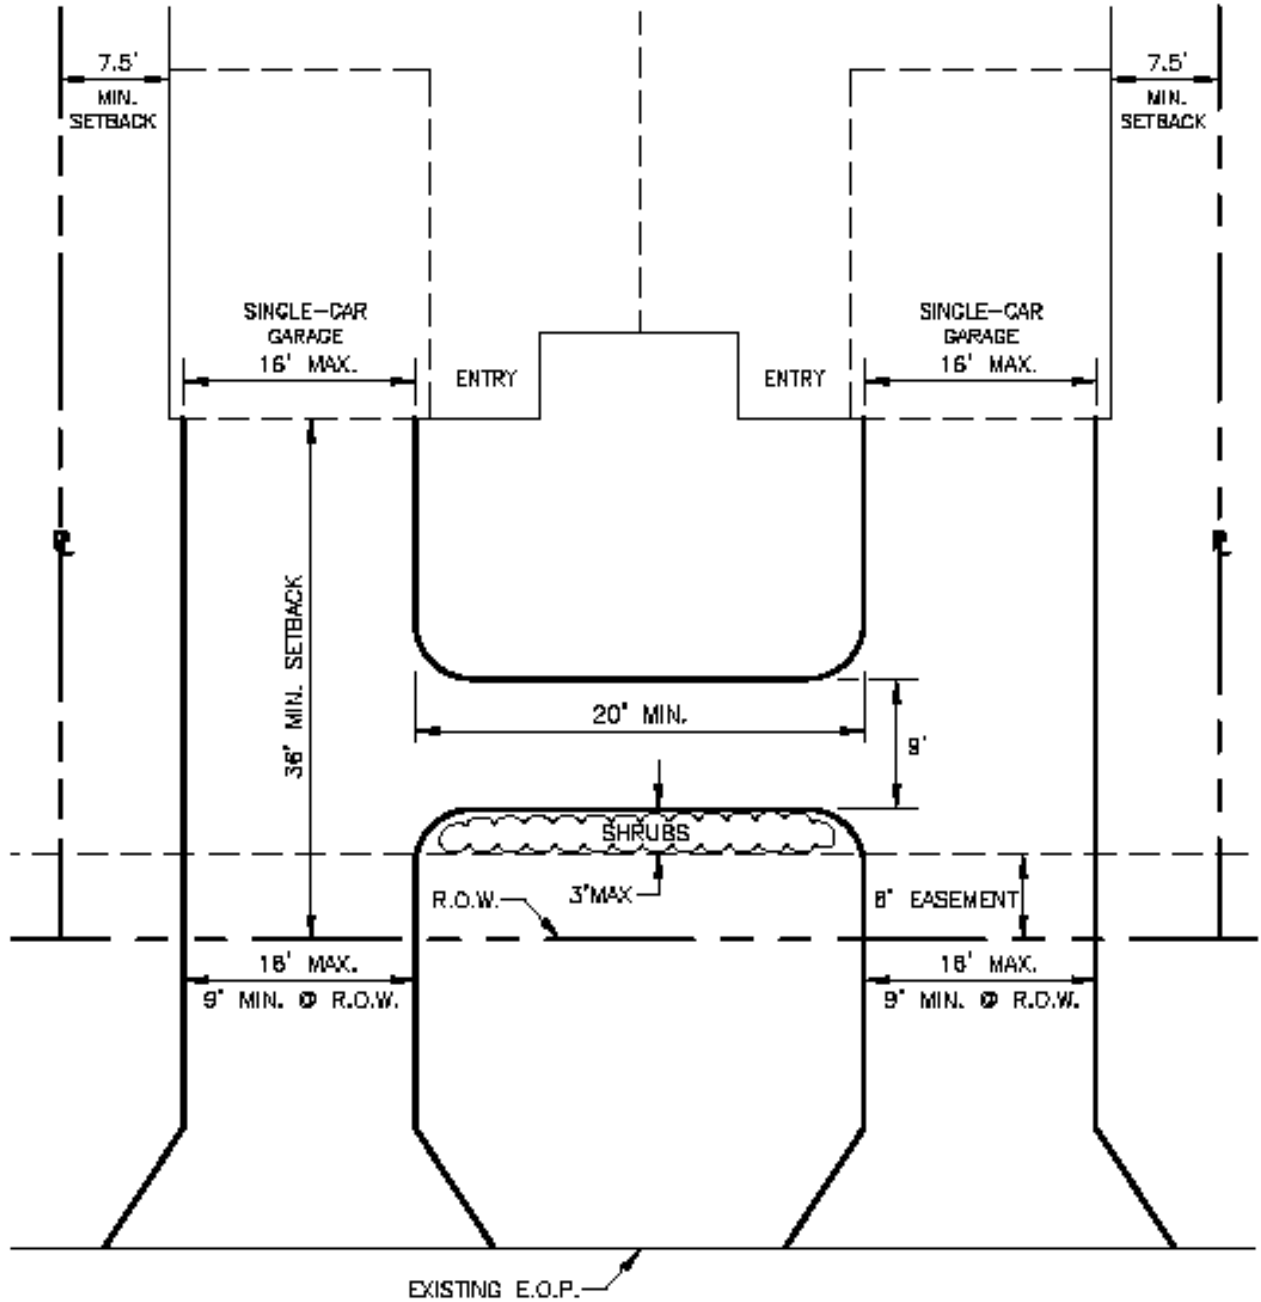 7.5'
MIN.
SETBACK
7.5'
MIN.
SETBACK
SINGLE-CAR
GARAGE
16' MAX.
ENTRY
ENTRY
SINGLE-CAR
GARAGE
16' MAX.
36' MIN. SETBACK
20' MIN.
9'
SHRUBS
3'MAX
R.O.W.
EASEMENT
16' MAX.
9' MIN. @ R.O.W.
16' MAX.
9' MIN. @ R.O.W.
EXISTING E.O.P.